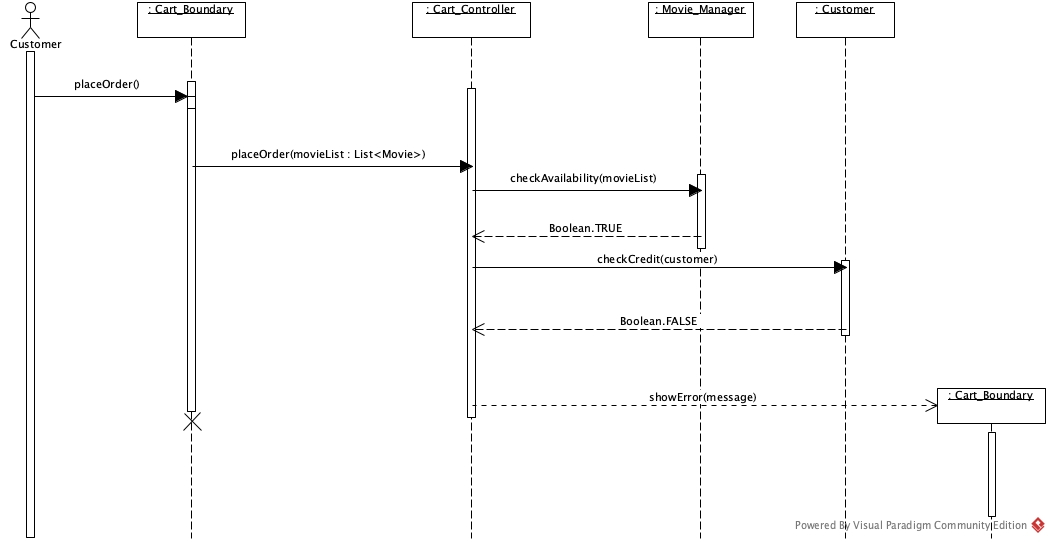 : Cart_Boundary
: Cart_Controller
: Movie_Manager
: Customer
Customer
placeOrder()
placeOrder(movieList : List<Movie>)
checkAvailability(movieList)
Boolean.TRUE
checkCredit(customer)
Boolean.FALSE
showError(message)
: Cart_Boundary
Powered By Visual Paradigm Community Edition